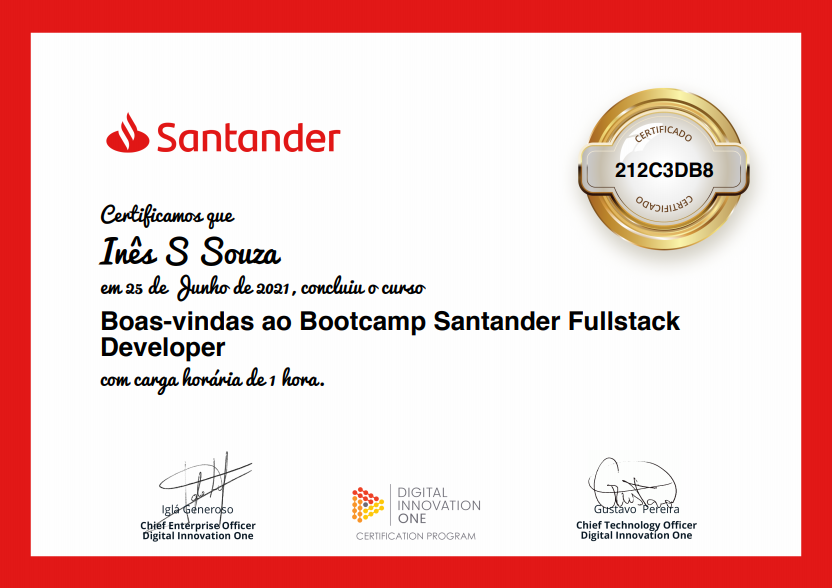 Santander
CERTIFICADO
212C3DB8
CERTIFICADO
Certificamos que
Inês S Souza
em 25 de Junho de 2021, concluiu o curso
Boas-vindas ao Bootcamp Santander Fullstack
Developer
com carga horária de 1 hora.
Iglá Generoso
Chief Enterprise Officer
Digital Innovation One
DIGITAL
INNOVATION
ONE
CERTIFICATION PROGRAM
Gustavo Pereira
Chief Technology Officer
Digital Innovation One